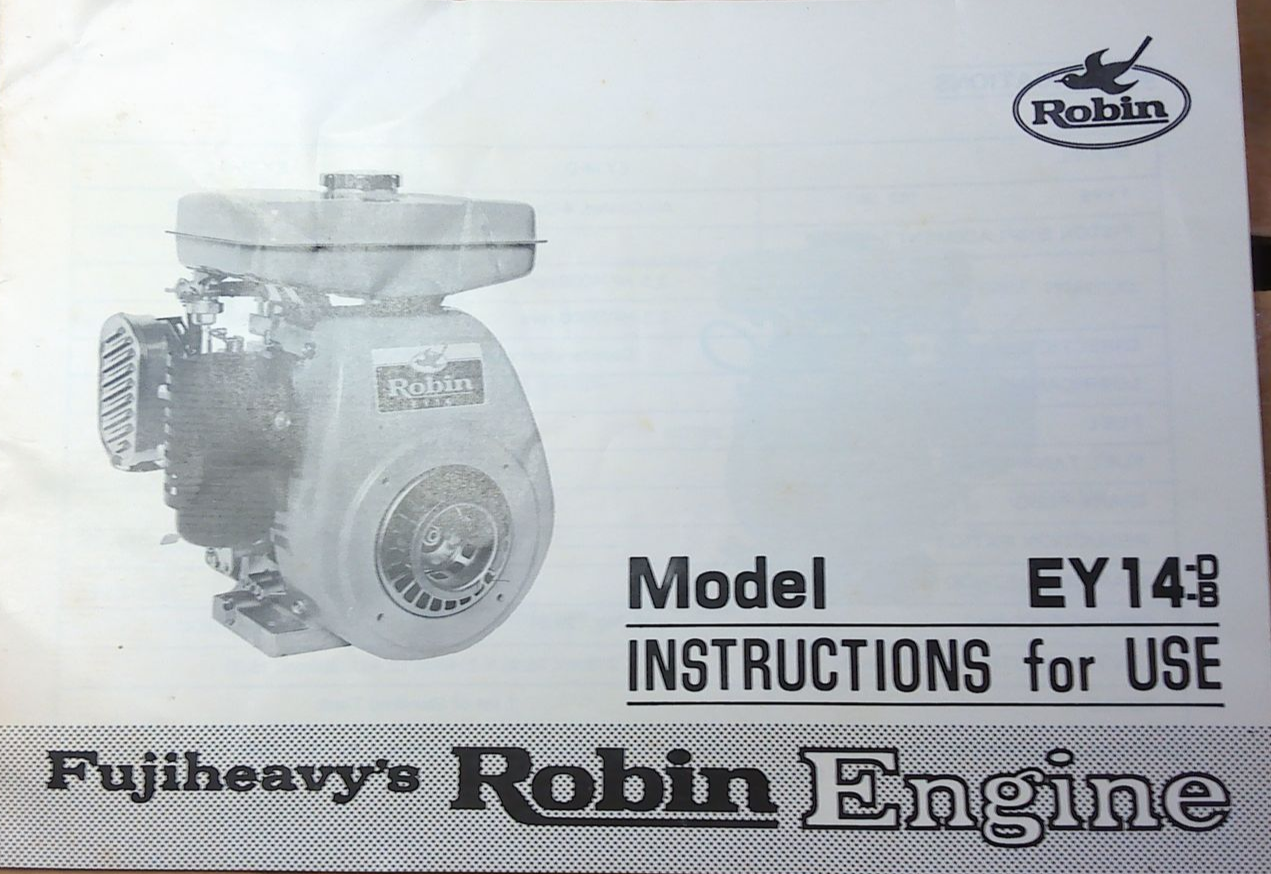 Robin
Robin
Model EY14-D
-B
INSTRUCTIONS for USE
Fujiheavy's Robin Engine